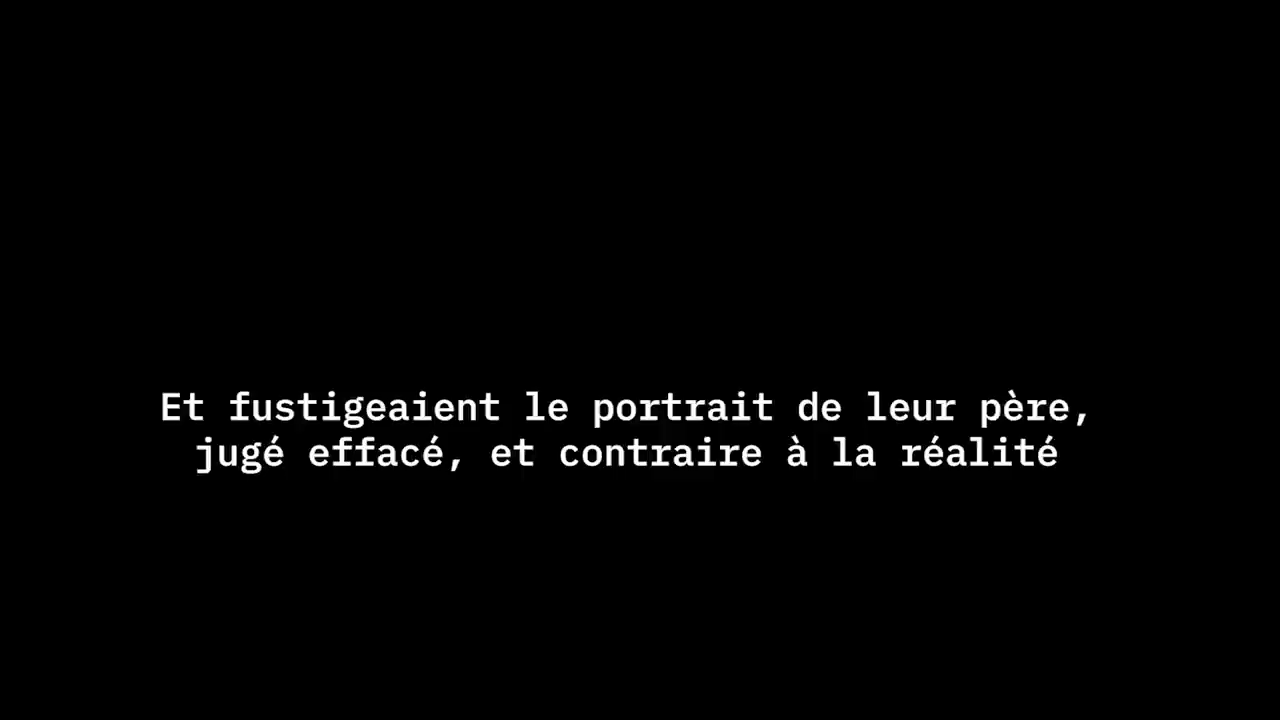 Et fustigeaient le portrait de leur père,
jugé effacé, et contraire à la réalité